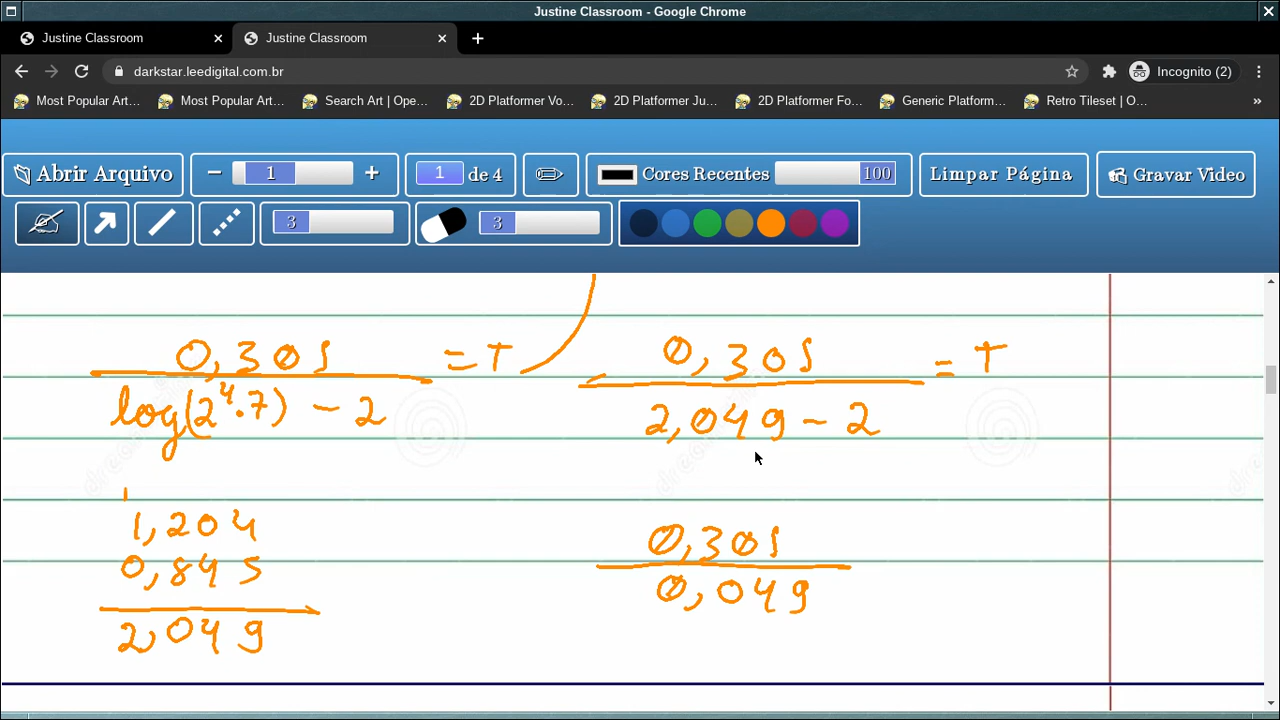 Justine Classroom - Google Chrome
Justine Classroom
Justine Classroom
darkstar.leedigital.com.br
Incognito (2)
Most Popular Art...
Most Popular Art...
Search Art | Ope...
2D Platformer Vo...
2D Platformer Ju...
2D Platformer Fo...
Generic Platform...
Retro Tileset | O...
»
Abrir Arquivo
− 1 +
1 de 4
Cores Recentes 100
Limpar Página
Gravar Video
3
3
0,301 = T
log(2⁴.7) − 2
0,301 = T
2,049 − 2
1
1,204
0,845
2,049
0,301
0,049